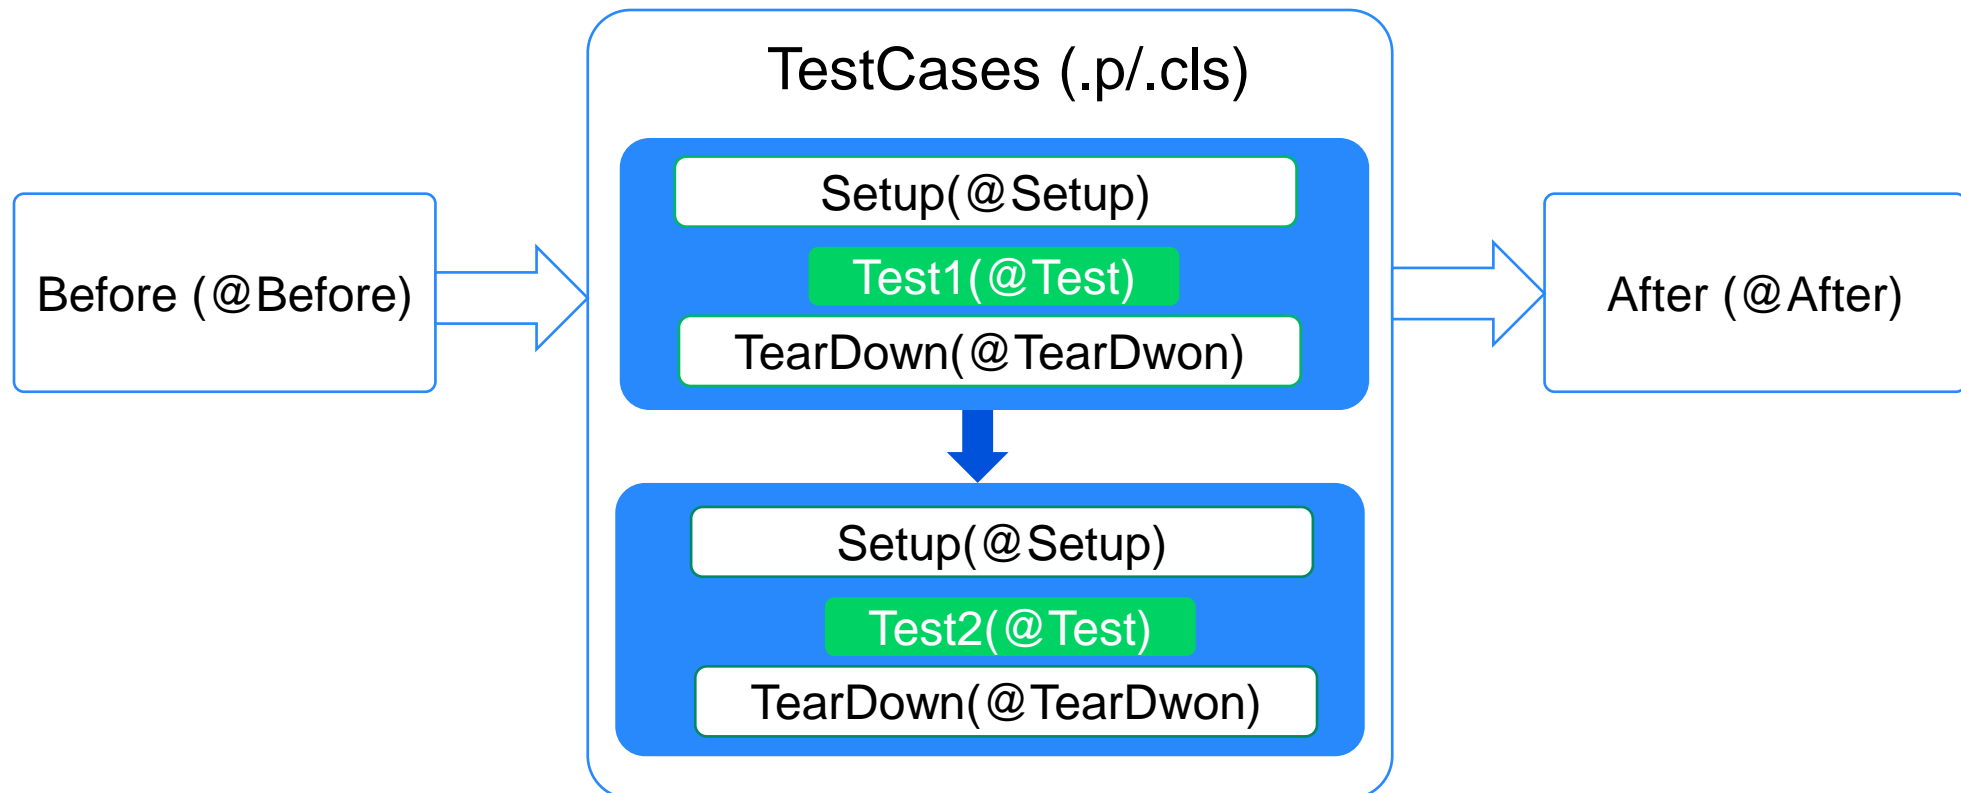 TestCases (.p/.cls)
Before (@Before)
Setup(@Setup)
Test1(@Test)
TearDown(@TearDwon)
Setup(@Setup)
Test2(@Test)
TearDown(@TearDwon)
After (@After)